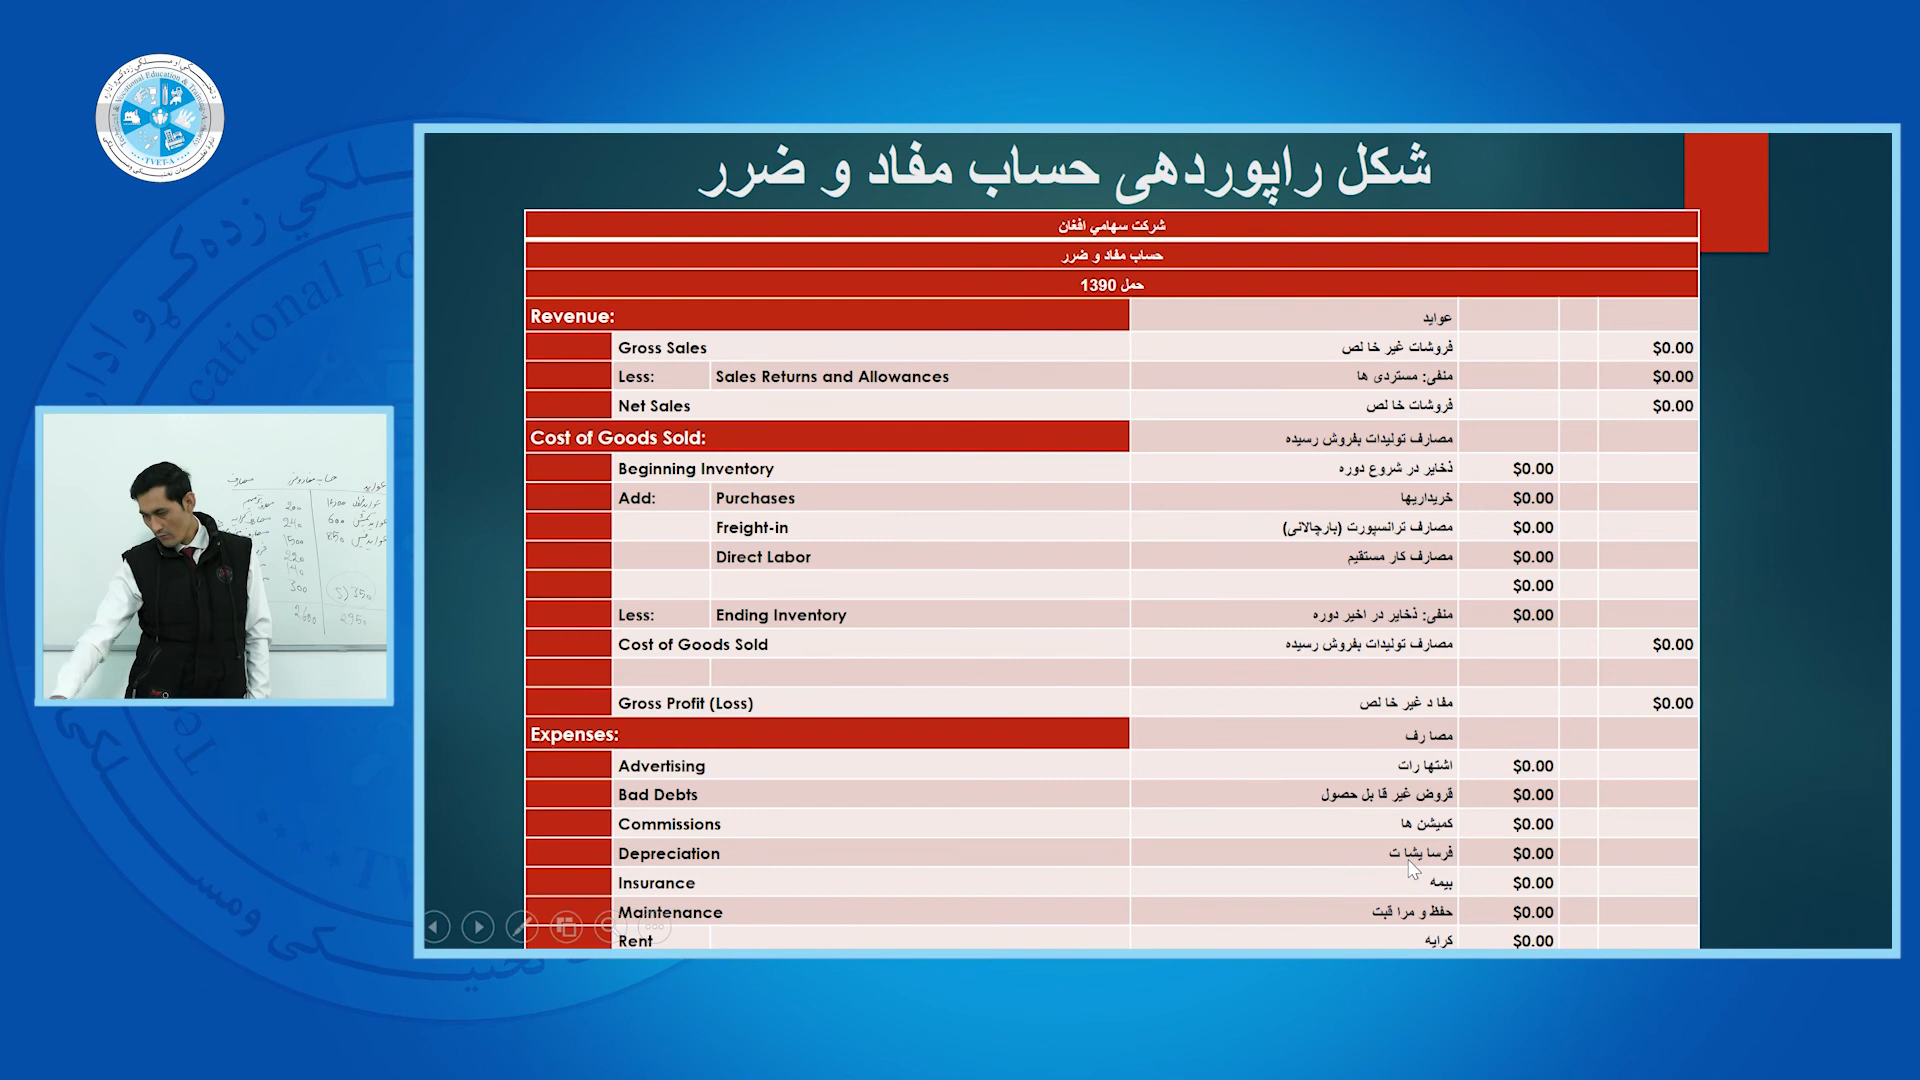 شکل راپوردهی حساب مفاد و ضرر
شرکت سهامي افغان
حساب مفاد و ضرر
حمل 1390
Revenue: عواید
Gross Sales فروشات غیر خا لص $0.00
Less: Sales Returns and Allowances منفی: مستردی ها $0.00
Net Sales فروشات خا لص $0.00
Cost of Goods Sold: مصارف تولیدات بفروش رسیده
Beginning Inventory ذخایر در شروع دوره $0.00
Add: Purchases خریداریها $0.00
Freight-in مصارف ترانسپورت (بارچالانی) $0.00
Direct Labor مصارف کار مستقیم $0.00
$0.00
Less: Ending Inventory منفی: ذخایر در اخیر دوره $0.00
Cost of Goods Sold مصارف تولیدات بفروش رسیده $0.00
Gross Profit (Loss) مفا د غیر خا لص $0.00
Expenses: مصا رف
Advertising اشتها رات $0.00
Bad Debts قروض غیر قا بل حصول $0.00
Commissions کمیشن ها $0.00
Depreciation فرسا یشا ت $0.00
Insurance بیمه $0.00
Maintenance حفظ و مرا قبت $0.00
Rent کرایه $0.00
TVET-A